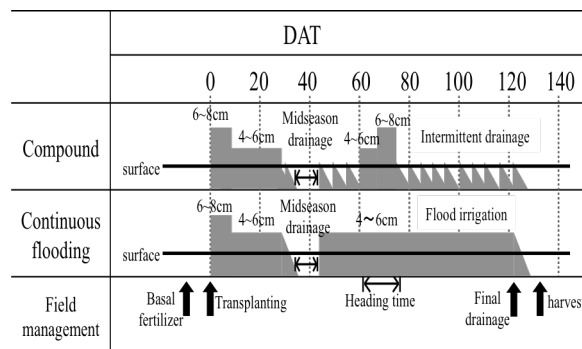 DAT
0 20 40 60 80 100 120 140
Compound
6~8cm
4~6cm
Midseason
drainage
4~6cm
6~8cm
Intermittent drainage
surface
Continuous
flooding
6~8cm
4~6cm
Midseason
drainage
4~6cm
Flood irrigation
surface
Field
management
Basal
fertilizer
Transplanting
Heading time
Final
drainage
harvest